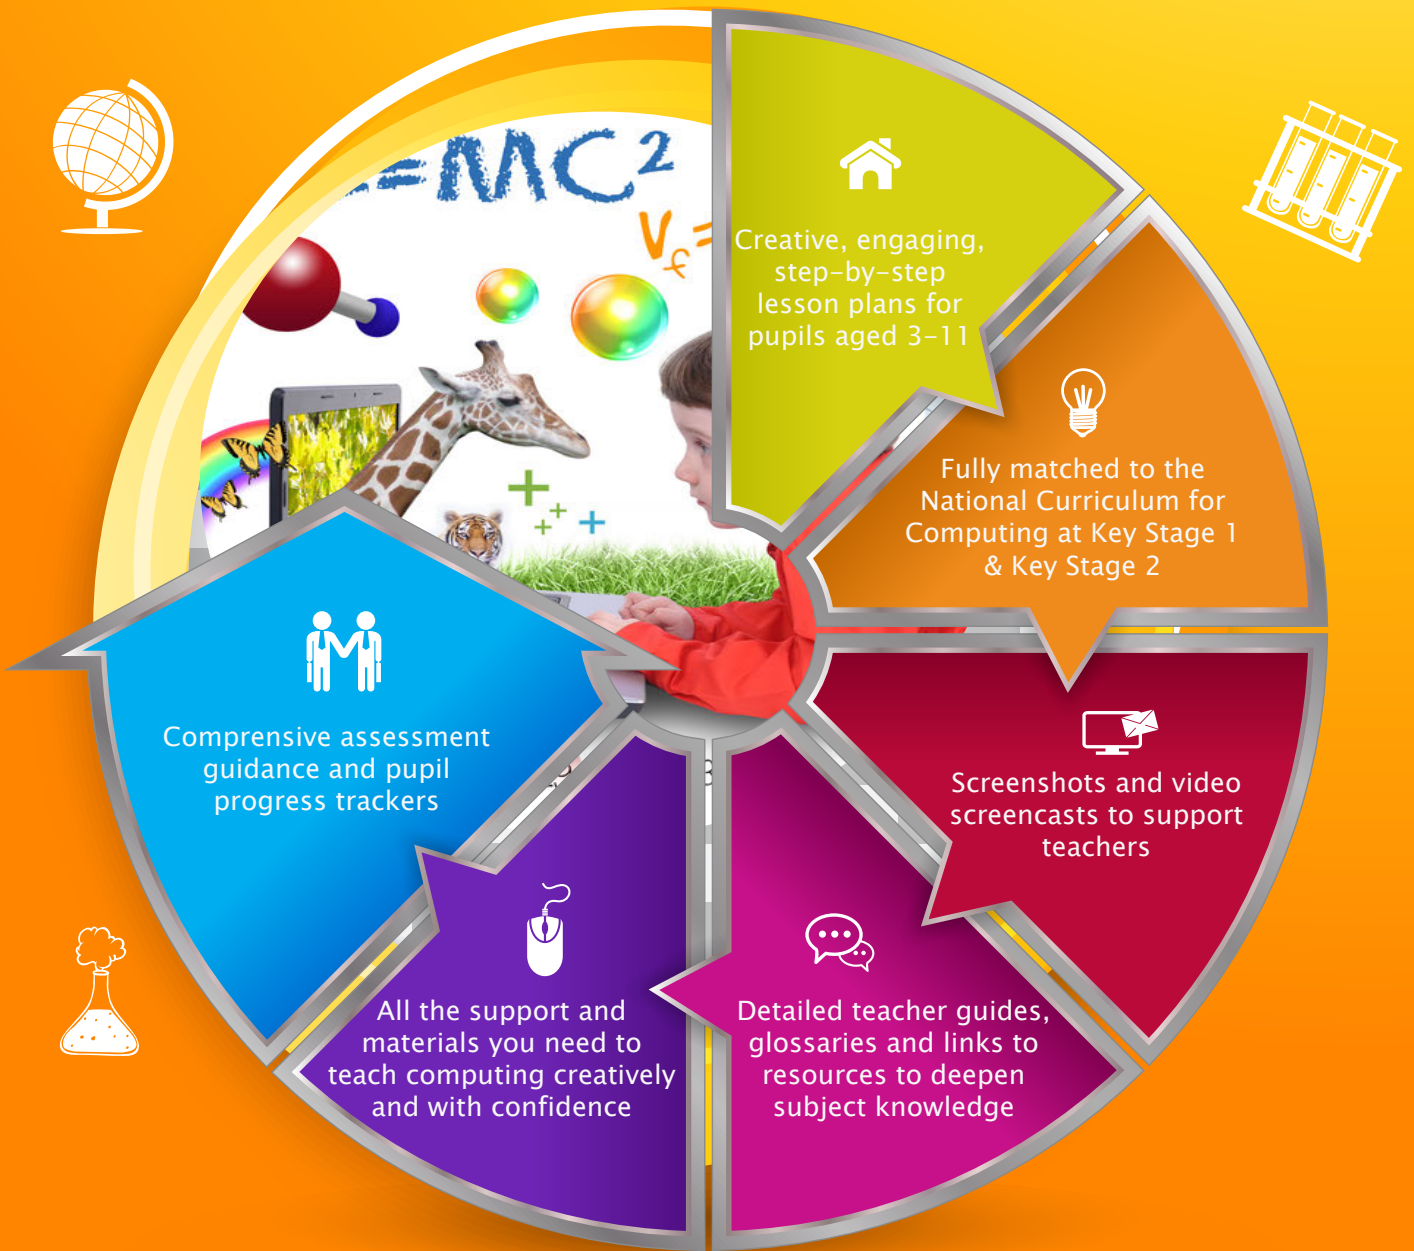 =MC²
V_f=
Creative, engaging,
step-by-step
lesson plans for
pupils aged 3-11
Fully matched to the
National Curriculum for
Computing at Key Stage 1
& Key Stage 2
Screenshots and video
screencasts to support
teachers
Detailed teacher guides,
glossaries and links to
resources to deepen
subject knowledge
All the support and
materials you need to
teach computing creatively
and with confidence
Comprensive assessment
guidance and pupil
progress trackers